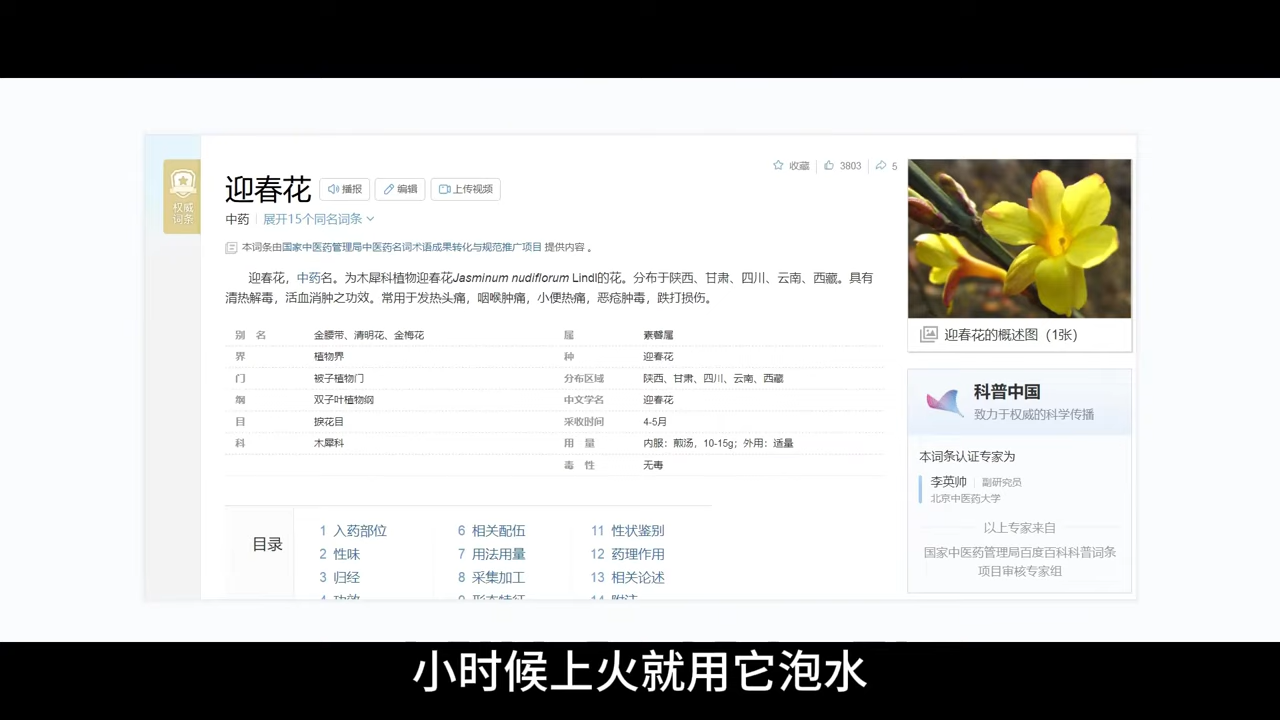 权威
词条
迎春花
播报
编辑
上传视频
收藏
3803
5
中药
展开15个同名词条
本词条由国家中医药管理局中医药名词术语成果转化与规范推广项目 提供内容 。
迎春花，中药名。为木犀科植物迎春花Jasminum nudiflorum Lindl的花。分布于陕西、甘肃、四川、云南、西藏。具有
清热解毒，活血消肿之功效。常用于发热头痛，咽喉肿痛，小便热痛，恶疮肿毒，跌打损伤。
别 名 金腰带、清明花、金梅花 属 素馨属
界 植物界 种 迎春花
门 被子植物门 分布区域 陕西、甘肃、四川、云南、西藏
纲 双子叶植物纲 中文学名 迎春花
目 捩花目 采收时间 4-5月
科 木犀科 用 量 内服：煎汤，10-15g；外用：适量
毒 性 无毒
目录
1 入药部位 6 相关配伍 11 性状鉴别
2 性味 7 用法用量 12 药理作用
3 归经 8 采集加工 13 相关论述
4 功效 9 形态特征 14 附注
迎春花的概述图（1张）
科普中国
致力于权威的科学传播
本词条认证专家为
李英帅 副研究员
北京中医药大学
以上专家来自
国家中医药管理局百度百科科普词条
项目审核专家组
小时候上火就用它泡水